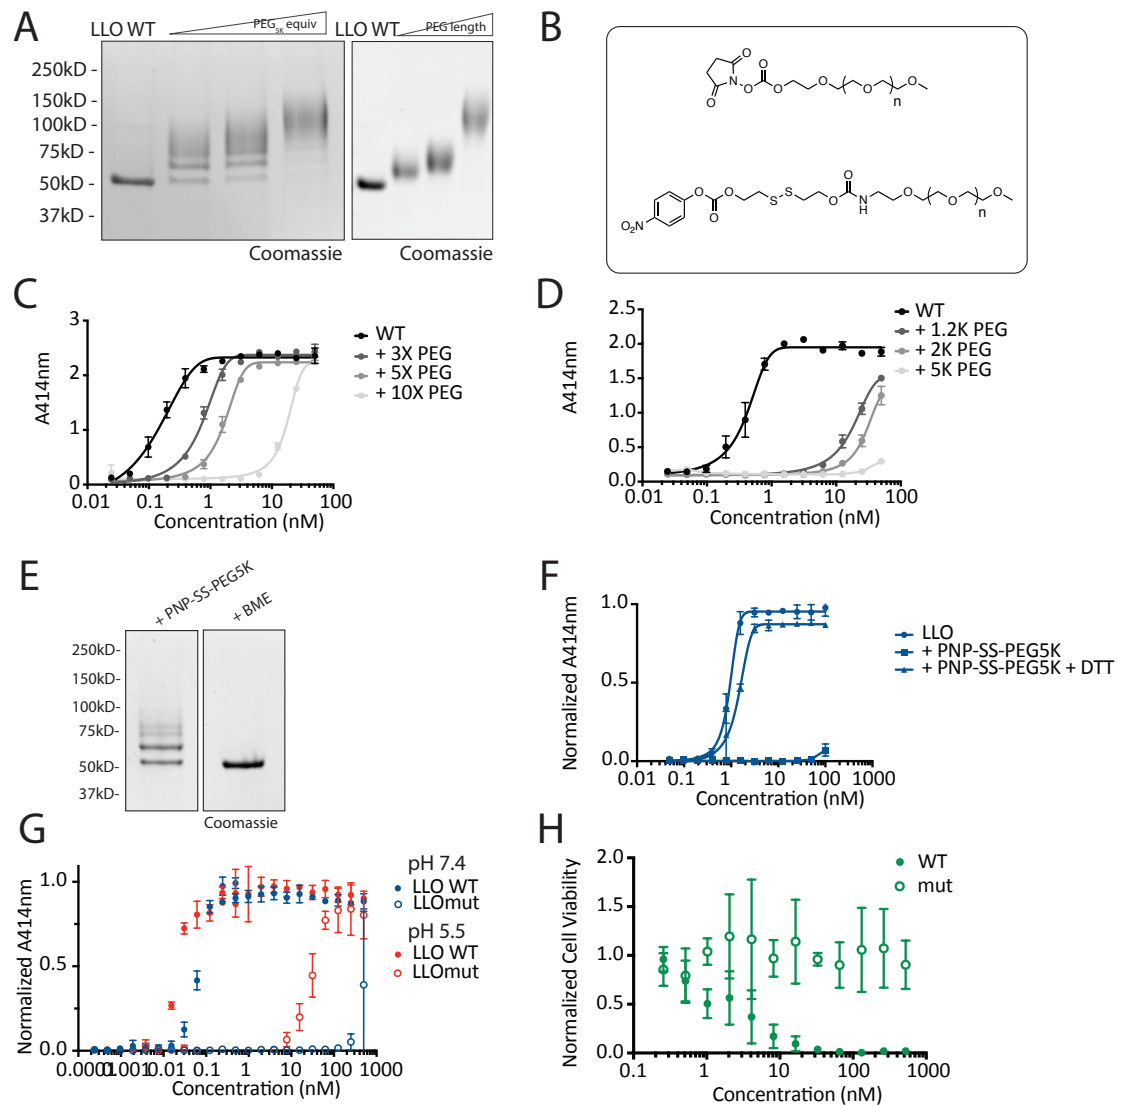 A
LLO WT
PEG5K equiv
LLO WT
PEG length
250kD -
150kD -
100kD -
75kD -
50kD -
37kD -
Coomassie
Coomassie
B
O
N
O
O
O
O
O
O
O
O
n
O2N
O
O
O
S
S
O
O
N
H
O
O
O
n
C
3
2
1
0
A414nm
0.01
0.1
1
10
100
Concentration (nM)
WT
+ 3X PEG
+ 5X PEG
+ 10X PEG
D
2.5
2.0
1.5
1.0
0.5
0.0
A414nm
0.01
0.1
1
10
100
Concentration (nM)
WT
+ 1.2K PEG
+ 2K PEG
+ 5K PEG
E
+ PNP-SS-PEG5K
+ BME
250kD-
150kD-
100kD-
75kD-
50kD-
37kD-
Coomassie
F
1.0
0.5
0.0
Normalized A414nm
0.01
0.1
1
10
100
1000
Concentration (nM)
LLO
+ PNP-SS-PEG5K
+ PNP-SS-PEG5K + DTT
G
1.0
0.5
0.0
Normalized A414nm
0.0001
0.001
0.01
0.1
1
10
100
1000
Concentration (nM)
pH 7.4
LLO WT
LLOmut
pH 5.5
LLO WT
LLOmut
H
2.0
1.5
1.0
0.5
0.0
Normalized Cell Viability
0.1
1
10
100
1000
Concentration (nM)
WT
mut